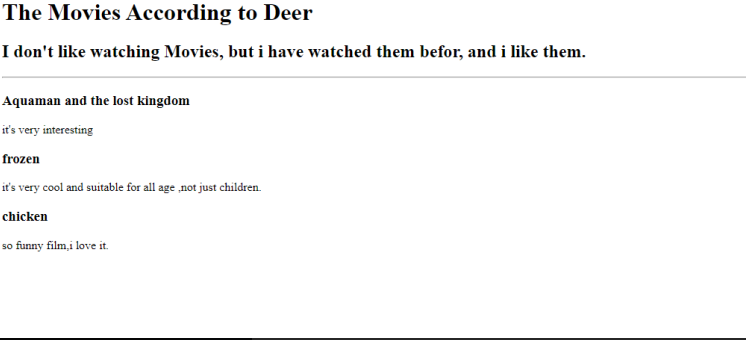 The Movies According to Deer
I don't like watching Movies, but i have watched them befor, and i like them.
Aquaman and the lost kingdom
it's very interesting
frozen
it's very cool and suitable for all age ,not just children.
chicken
so funny film,i love it.